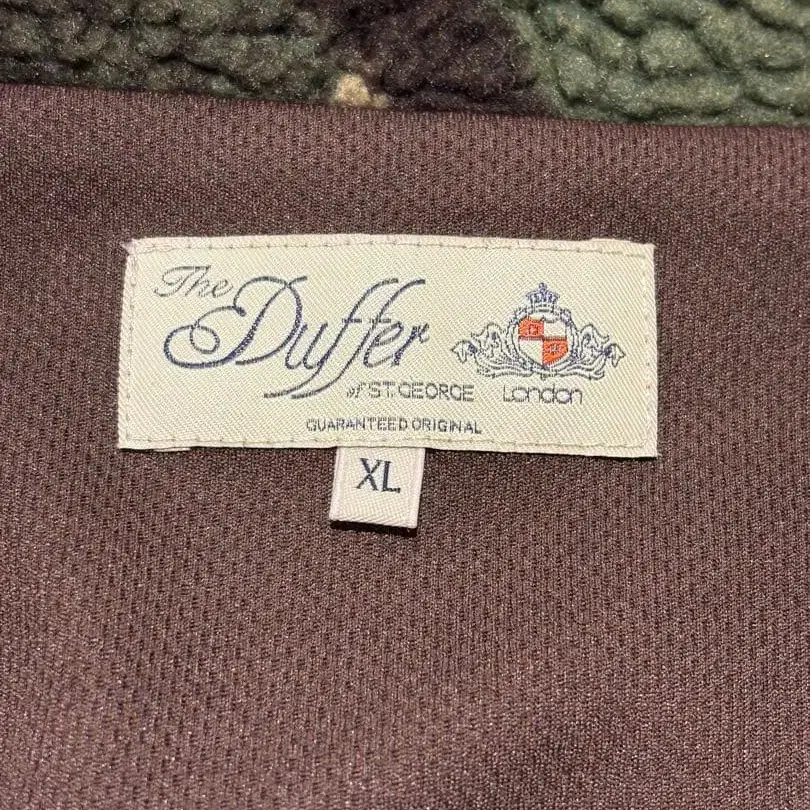 The
Duffer
of ST. GEORGE London
GUARANTEED ORIGINAL
XL